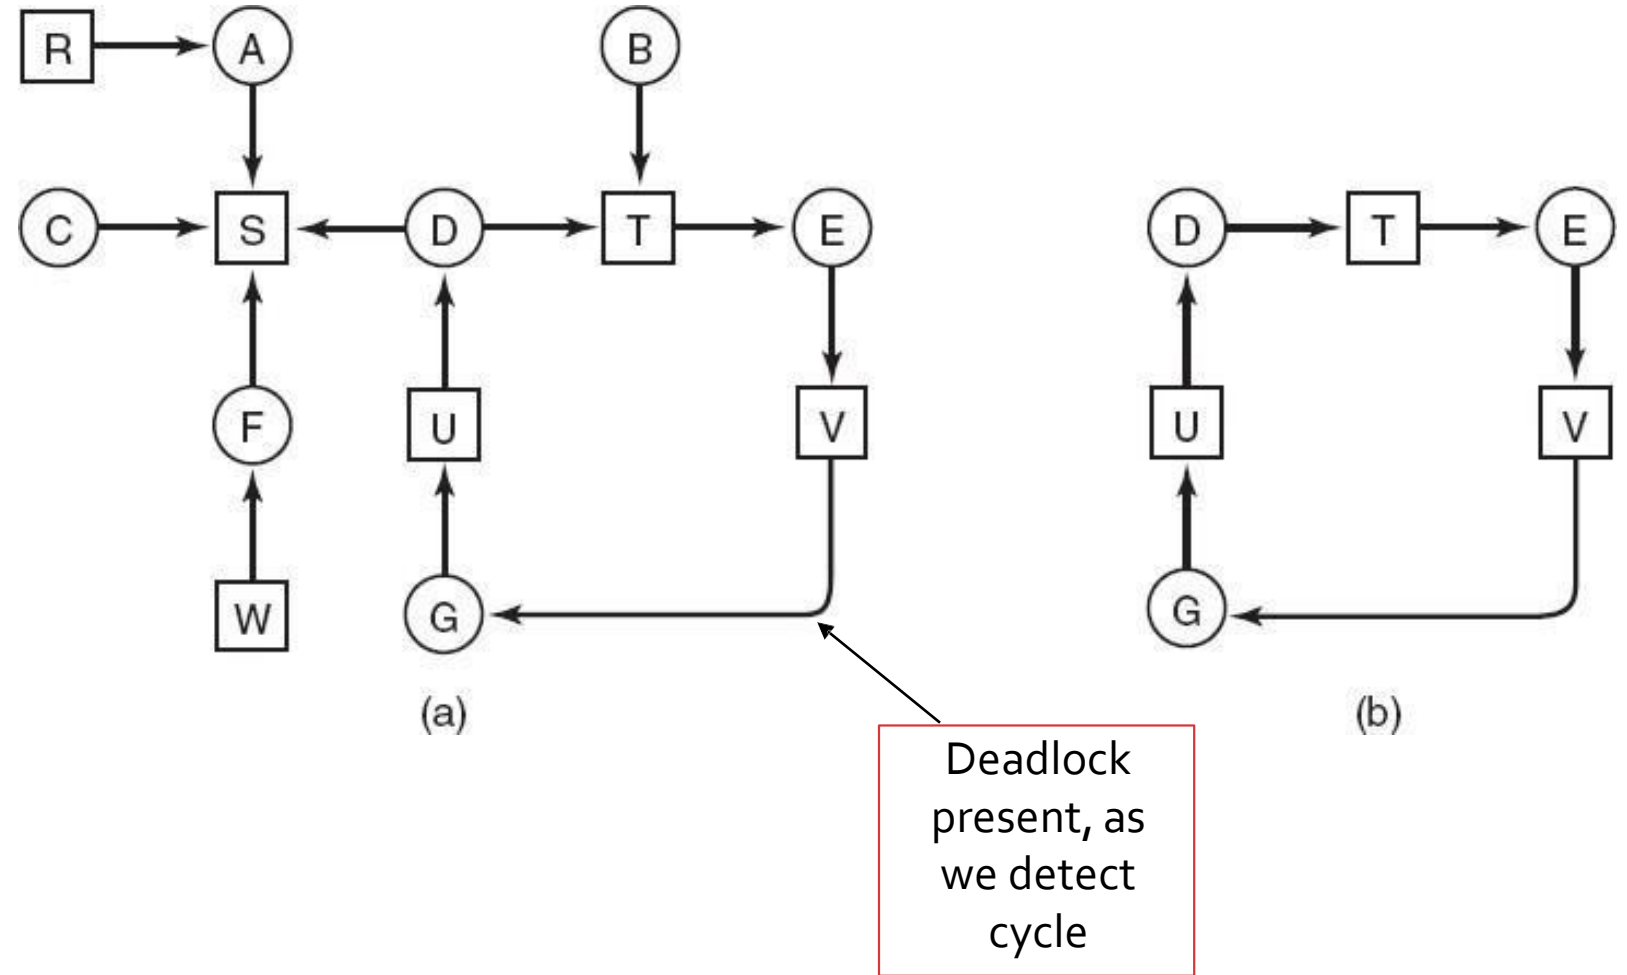 R A B
C S D T E
F U V
W G
(a)
D T E
U V
G
(b)
Deadlock
present, as
we detect
cycle